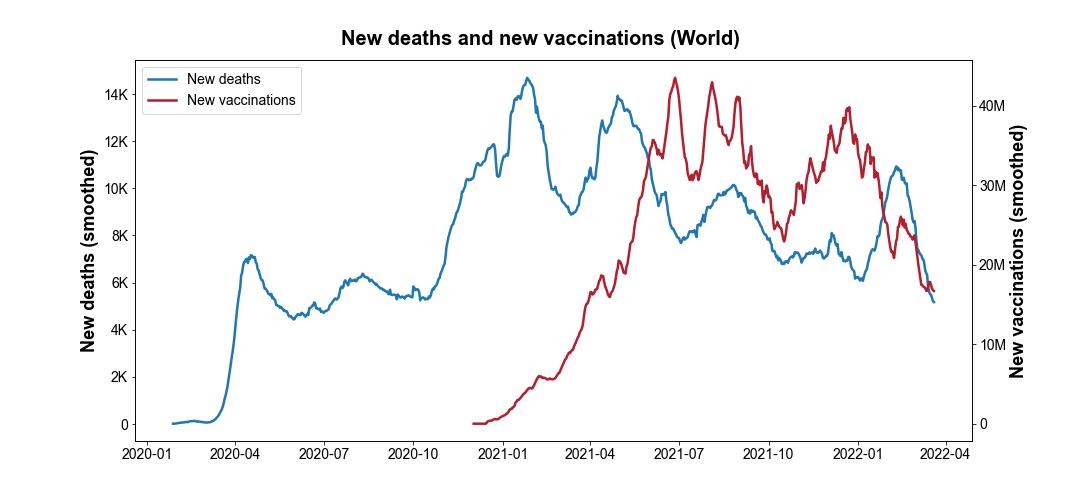 New deaths and new vaccinations (World)
New deaths
New vaccinations
New deaths (smoothed)
14K
12K
10K
8K
6K
4K
2K
0
40M
30M
20M
10M
0
New vaccinations (smoothed)
2020-01 2020-04 2020-07 2020-10 2021-01 2021-04 2021-07 2021-10 2022-01 2022-04